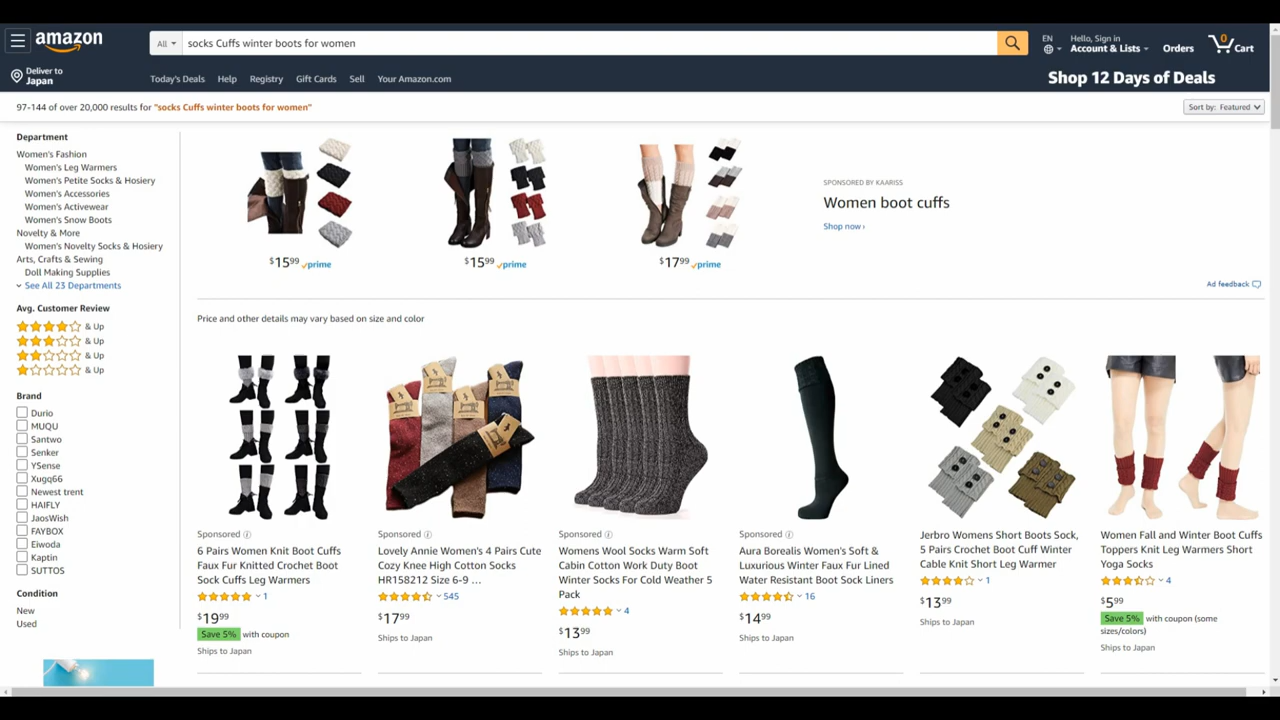 amazon
All
socks Cuffs winter boots for women
EN
Hello, Sign in
Account & Lists
Orders
0
Cart
Deliver to
Japan
Today's Deals
Help
Registry
Gift Cards
Sell
Your Amazon.com
Shop 12 Days of Deals
97-144 of over 20,000 results for "socks Cuffs winter boots for women"
Sort by: Featured
Department
Women's Fashion
Women's Leg Warmers
Women's Petite Socks & Hosiery
Women's Accessories
Women's Activewear
Women's Snow Boots
Novelty & More
Women's Novelty Socks & Hosiery
Arts, Crafts & Sewing
Doll Making Supplies
See All 23 Departments
Avg. Customer Review
& Up
& Up
& Up
& Up
Brand
Durio
MUQU
Santwo
Senker
YSense
Xugq66
Newest trent
HAIFLY
JaosWish
FAYBOX
Eiwoda
Kaptin
SUTTOS
Condition
New
Used
$15.99 prime
$15.99 prime
$17.99 prime
SPONSORED BY KAARISS
Women boot cuffs
Shop now ›
Ad feedback
Price and other details may vary based on size and color
Sponsored
6 Pairs Women Knit Boot Cuffs
Faux Fur Knitted Crochet Boot
Sock Cuffs Leg Warmers
1
$19.99
Save 5% with coupon
Ships to Japan
Sponsored
Lovely Annie Women's 4 Pairs Cute
Cozy Knee High Cotton Socks
HR158212 Size 6-9 ...
545
$17.99
Ships to Japan
Sponsored
Womens Wool Socks Warm Soft
Cabin Cotton Work Duty Boot
Winter Socks For Cold Weather 5
Pack
4
$13.99
Ships to Japan
Sponsored
Aura Borealis Women's Soft &
Luxurious Winter Faux Fur Lined
Water Resistant Boot Sock Liners
16
$14.99
Ships to Japan
Jerbro Womens Short Boots Sock,
5 Pairs Crochet Boot Cuff Winter
Cable Knit Short Leg Warmer
1
$13.99
Ships to Japan
Women Fall and Winter Boot Cuffs
Toppers Knit Leg Warmers Short
Yoga Socks
4
$5.99
Save 5% with coupon (some
sizes/colors)
Ships to Japan